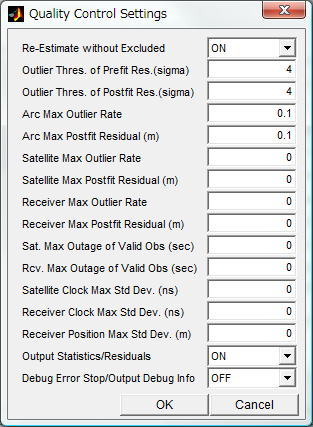 Quality Control Settings
Re-Estimate without Excluded ON
Outlier Thres. of Prefit Res.(sigma) 4
Outlier Thres. of Postfit Res.(sigma) 4
Arc Max Outlier Rate 0.1
Arc Max Postfit Residual (m) 0.1
Satellite Max Outlier Rate 0
Satellite Max Postfit Residual (m) 0
Receiver Max Outlier Rate 0
Receiver Max Postfit Residual (m) 0
Sat. Max Outage of Valid Obs (sec) 0
Rcv. Max Outage of Valid Obs (sec) 0
Satellite Clock Max Std Dev. (ns) 0
Receiver Clock Max Std Dev. (ns) 0
Receiver Position Max Std Dev. (m) 0
Output Statistics/Residuals ON
Debug Error Stop/Output Debug Info OFF
OK Cancel